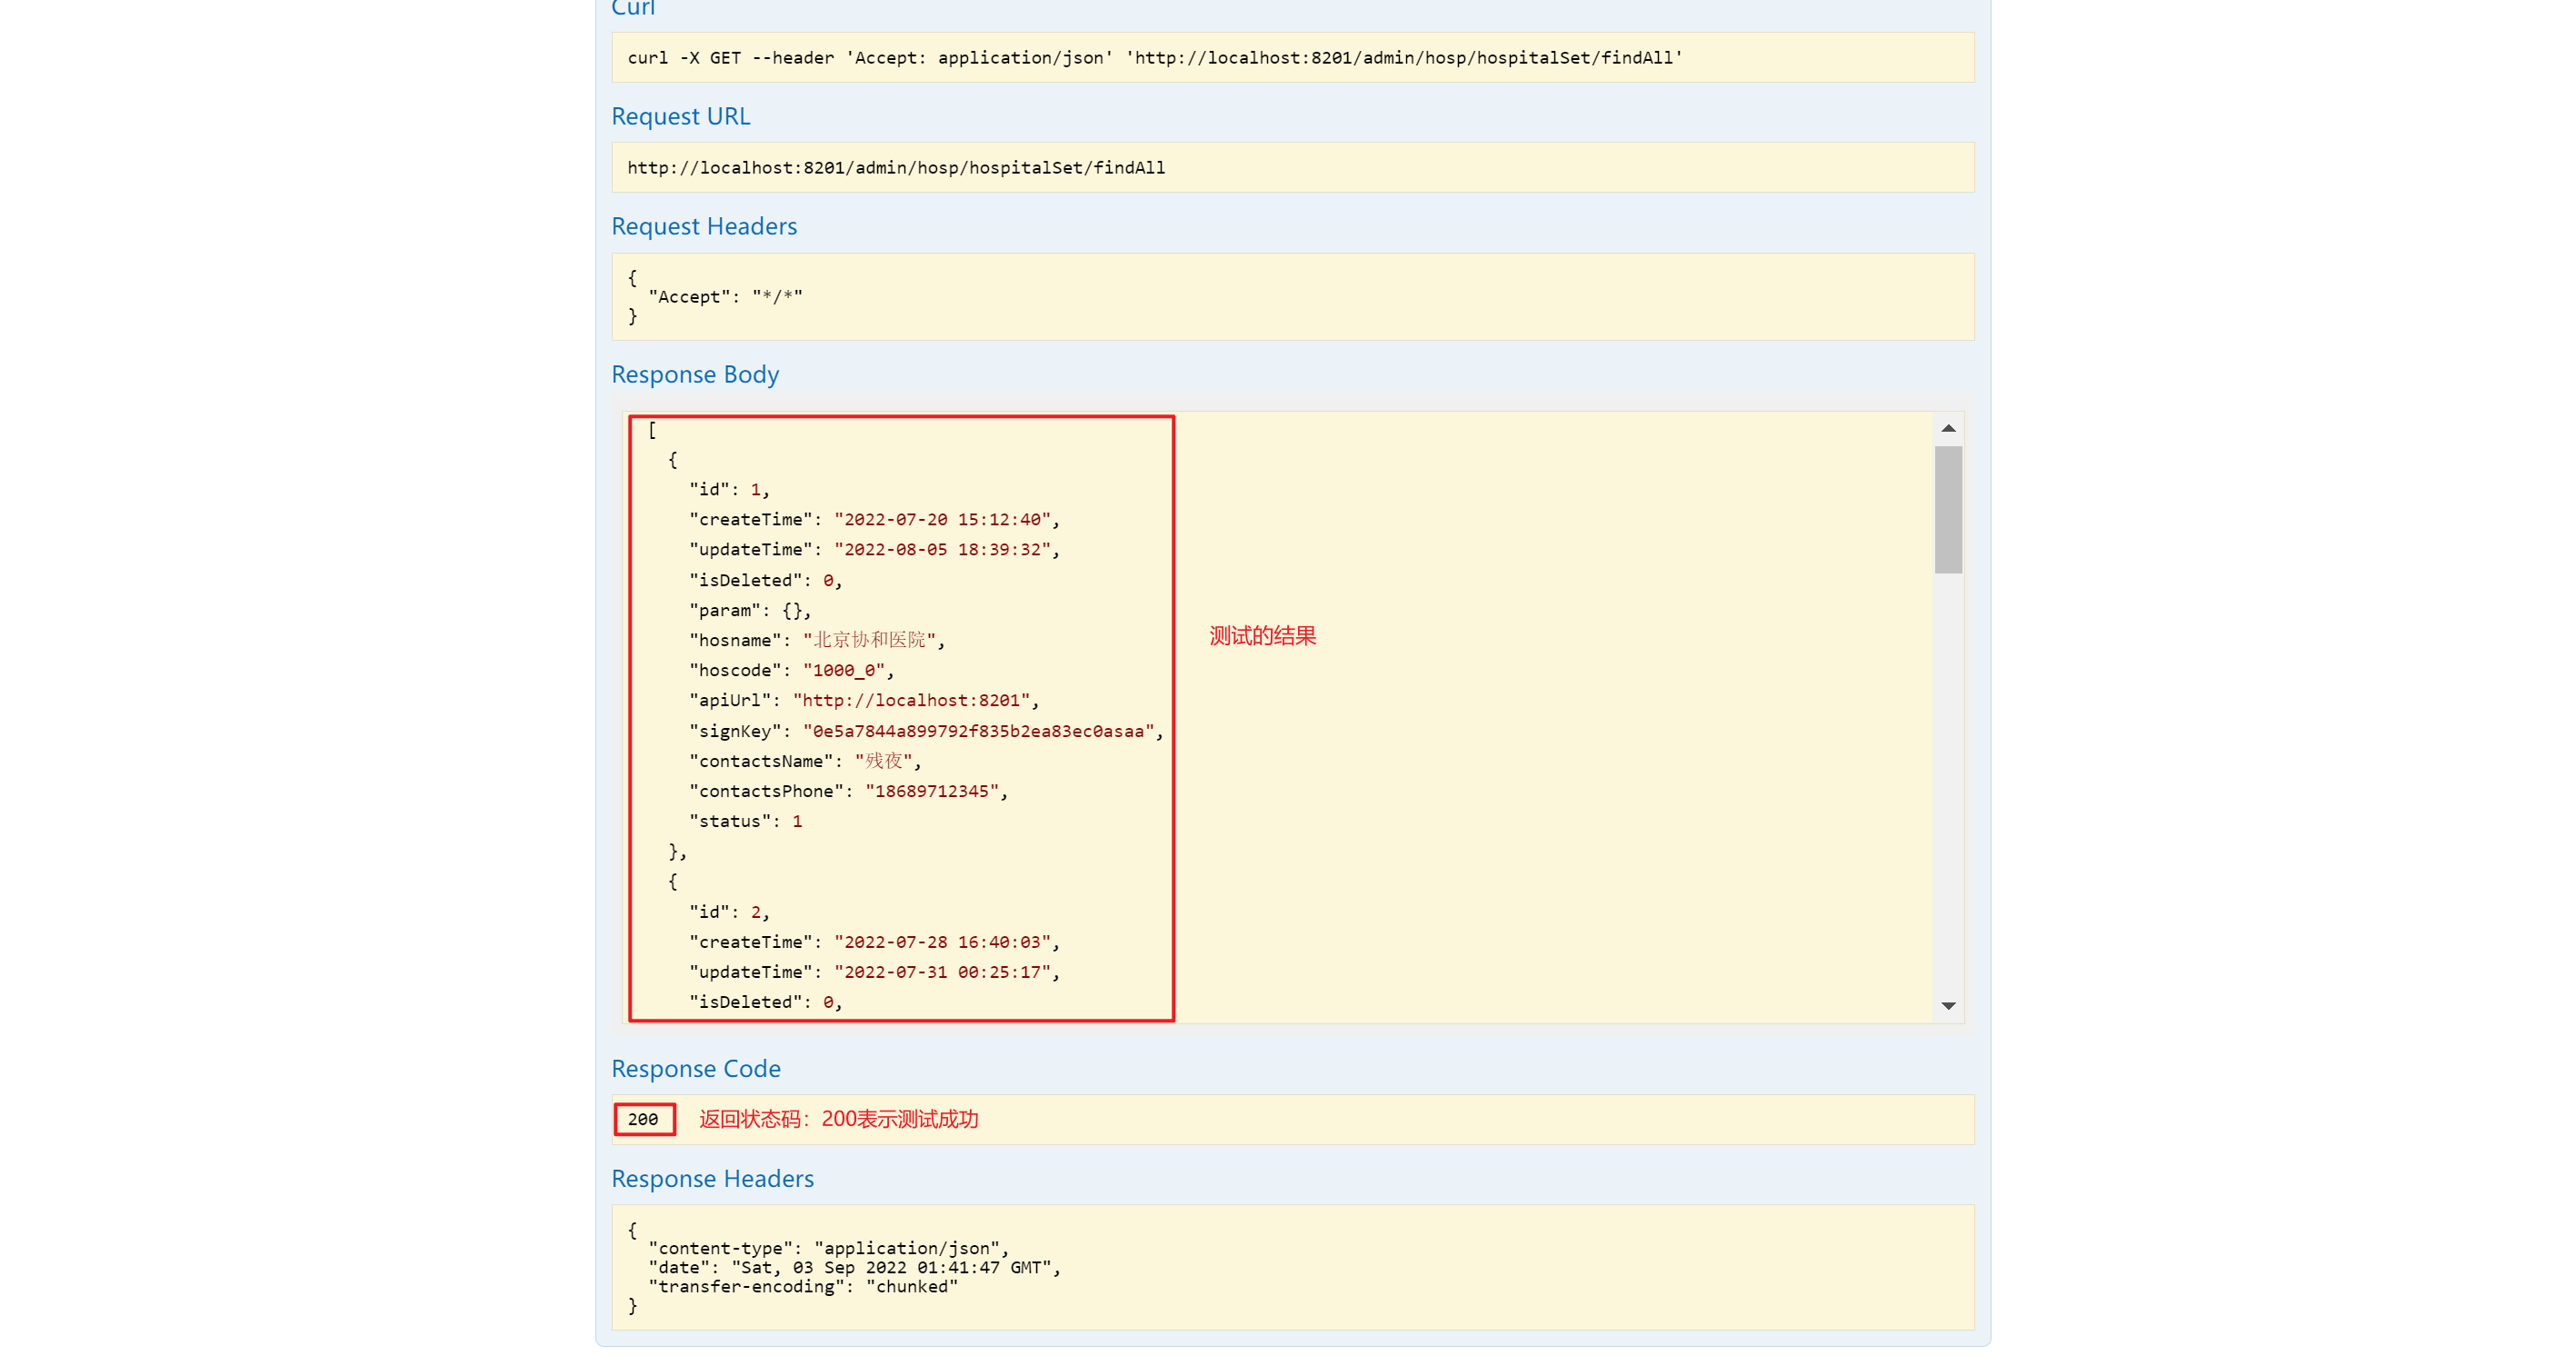 Curl
curl -X GET --header 'Accept: application/json' 'http://localhost:8201/admin/hosp/hospitalSet/findAll'
Request URL
http://localhost:8201/admin/hosp/hospitalSet/findAll
Request Headers
{
  "Accept": "*/*"
}
Response Body
[
  {
    "id": 1,
    "createTime": "2022-07-20 15:12:40",
    "updateTime": "2022-08-05 18:39:32",
    "isDeleted": 0,
    "param": {},
    "hosname": "北京协和医院",
测试的结果
    "hoscode": "1000_0",
    "apiUrl": "http://localhost:8201",
    "signKey": "0e5a7844a899792f835b2ea83ec0asaa",
    "contactsName": "残夜",
    "contactsPhone": "18689712345",
    "status": 1
  },
  {
    "id": 2,
    "createTime": "2022-07-28 16:40:03",
    "updateTime": "2022-07-31 00:25:17",
    "isDeleted": 0,
Response Code
200 返回状态码：200表示测试成功
Response Headers
{
  "content-type": "application/json",
  "date": "Sat, 03 Sep 2022 01:41:47 GMT",
  "transfer-encoding": "chunked"
}